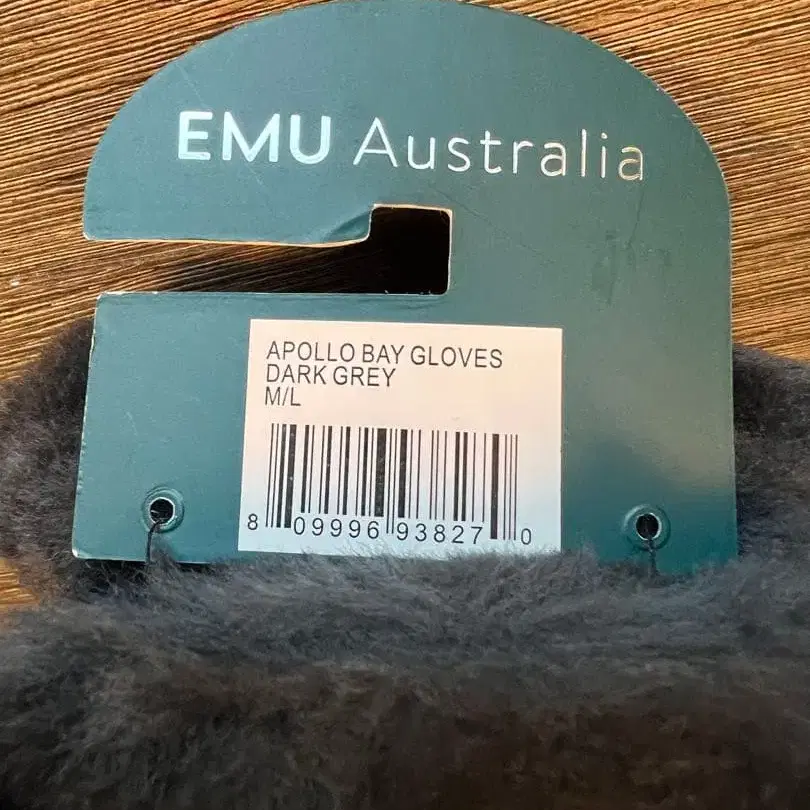 EMU Australia
APOLLO BAY GLOVES
DARK GREY
M/L
8 09996 93827 0